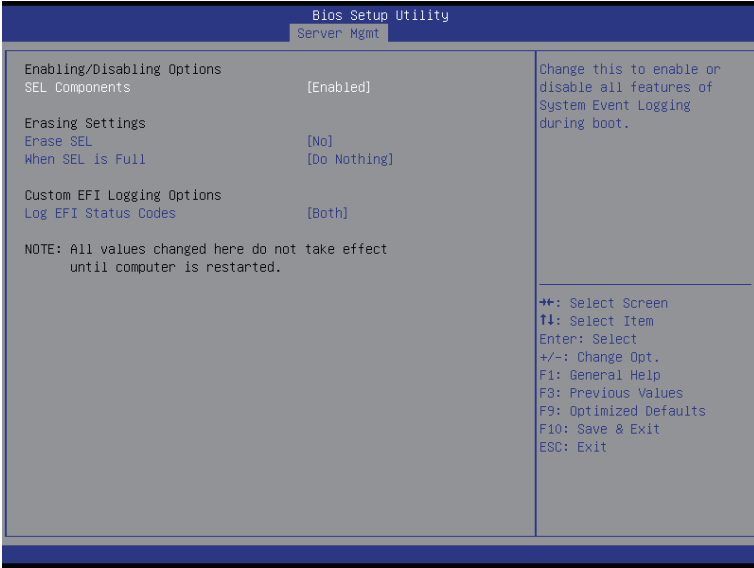 Bios Setup Utility
Server Mgmt
Enabling/Disabling Options
SEL Components [Enabled]
Erasing Settings
Erase SEL [No]
When SEL is Full [Do Nothing]
Custom EFI Logging Options
Log EFI Status Codes [Both]
NOTE: All values changed here do not take effect
until computer is restarted.
Change this to enable or
disable all features of
System Event Logging
during boot.
→←: Select Screen
↑↓: Select Item
Enter: Select
+/-: Change Opt.
F1: General Help
F3: Previous Values
F9: Optimized Defaults
F10: Save & Exit
ESC: Exit